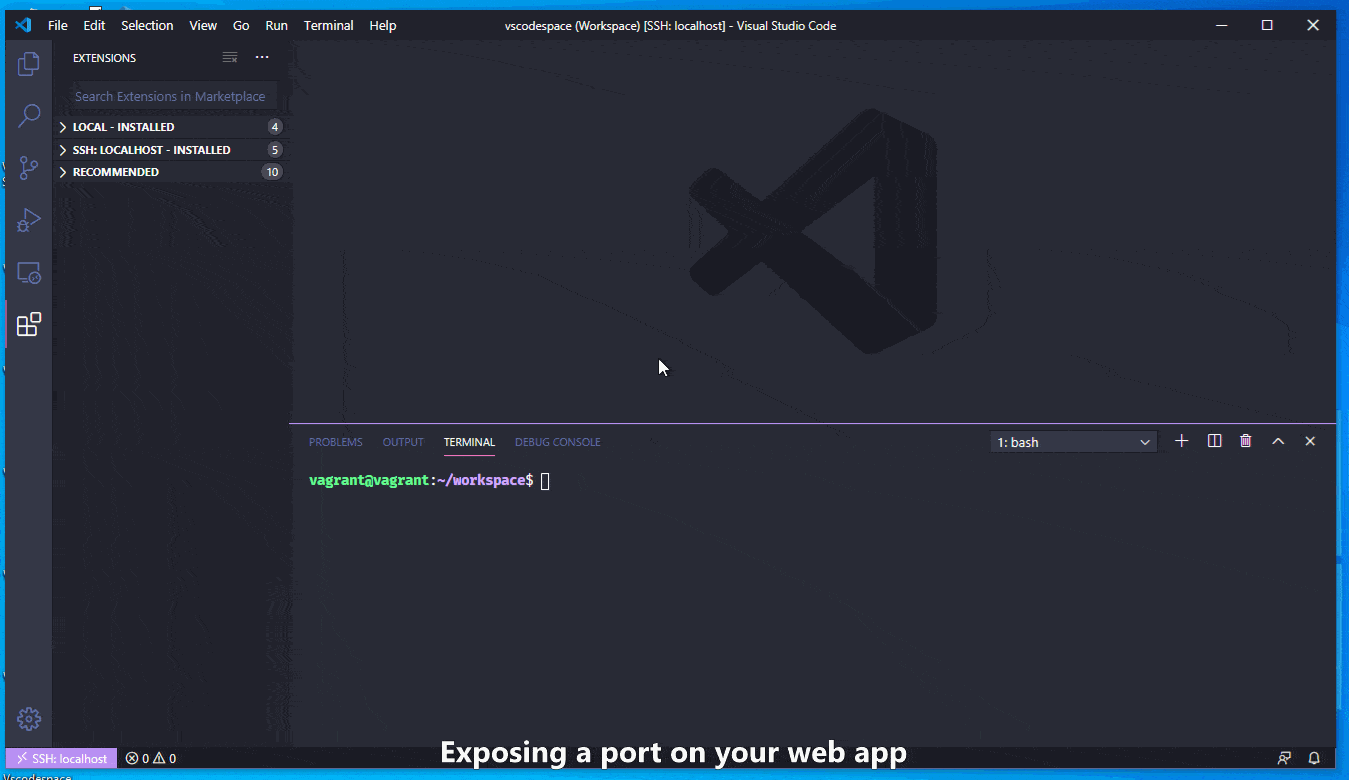 File Edit Selection View Go Run Terminal Help vscodespace (Workspace) [SSH: localhost] - Visual Studio Code
EXTENSIONS
Search Extensions in Marketplace
LOCAL - INSTALLED 4
SSH: LOCALHOST - INSTALLED 5
RECOMMENDED 10
PROBLEMS OUTPUT TERMINAL DEBUG CONSOLE 1: bash
vagrant@vagrant:~/workspace$
Exposing a port on your web app
SSH: localhost 0 0
Vscodespace